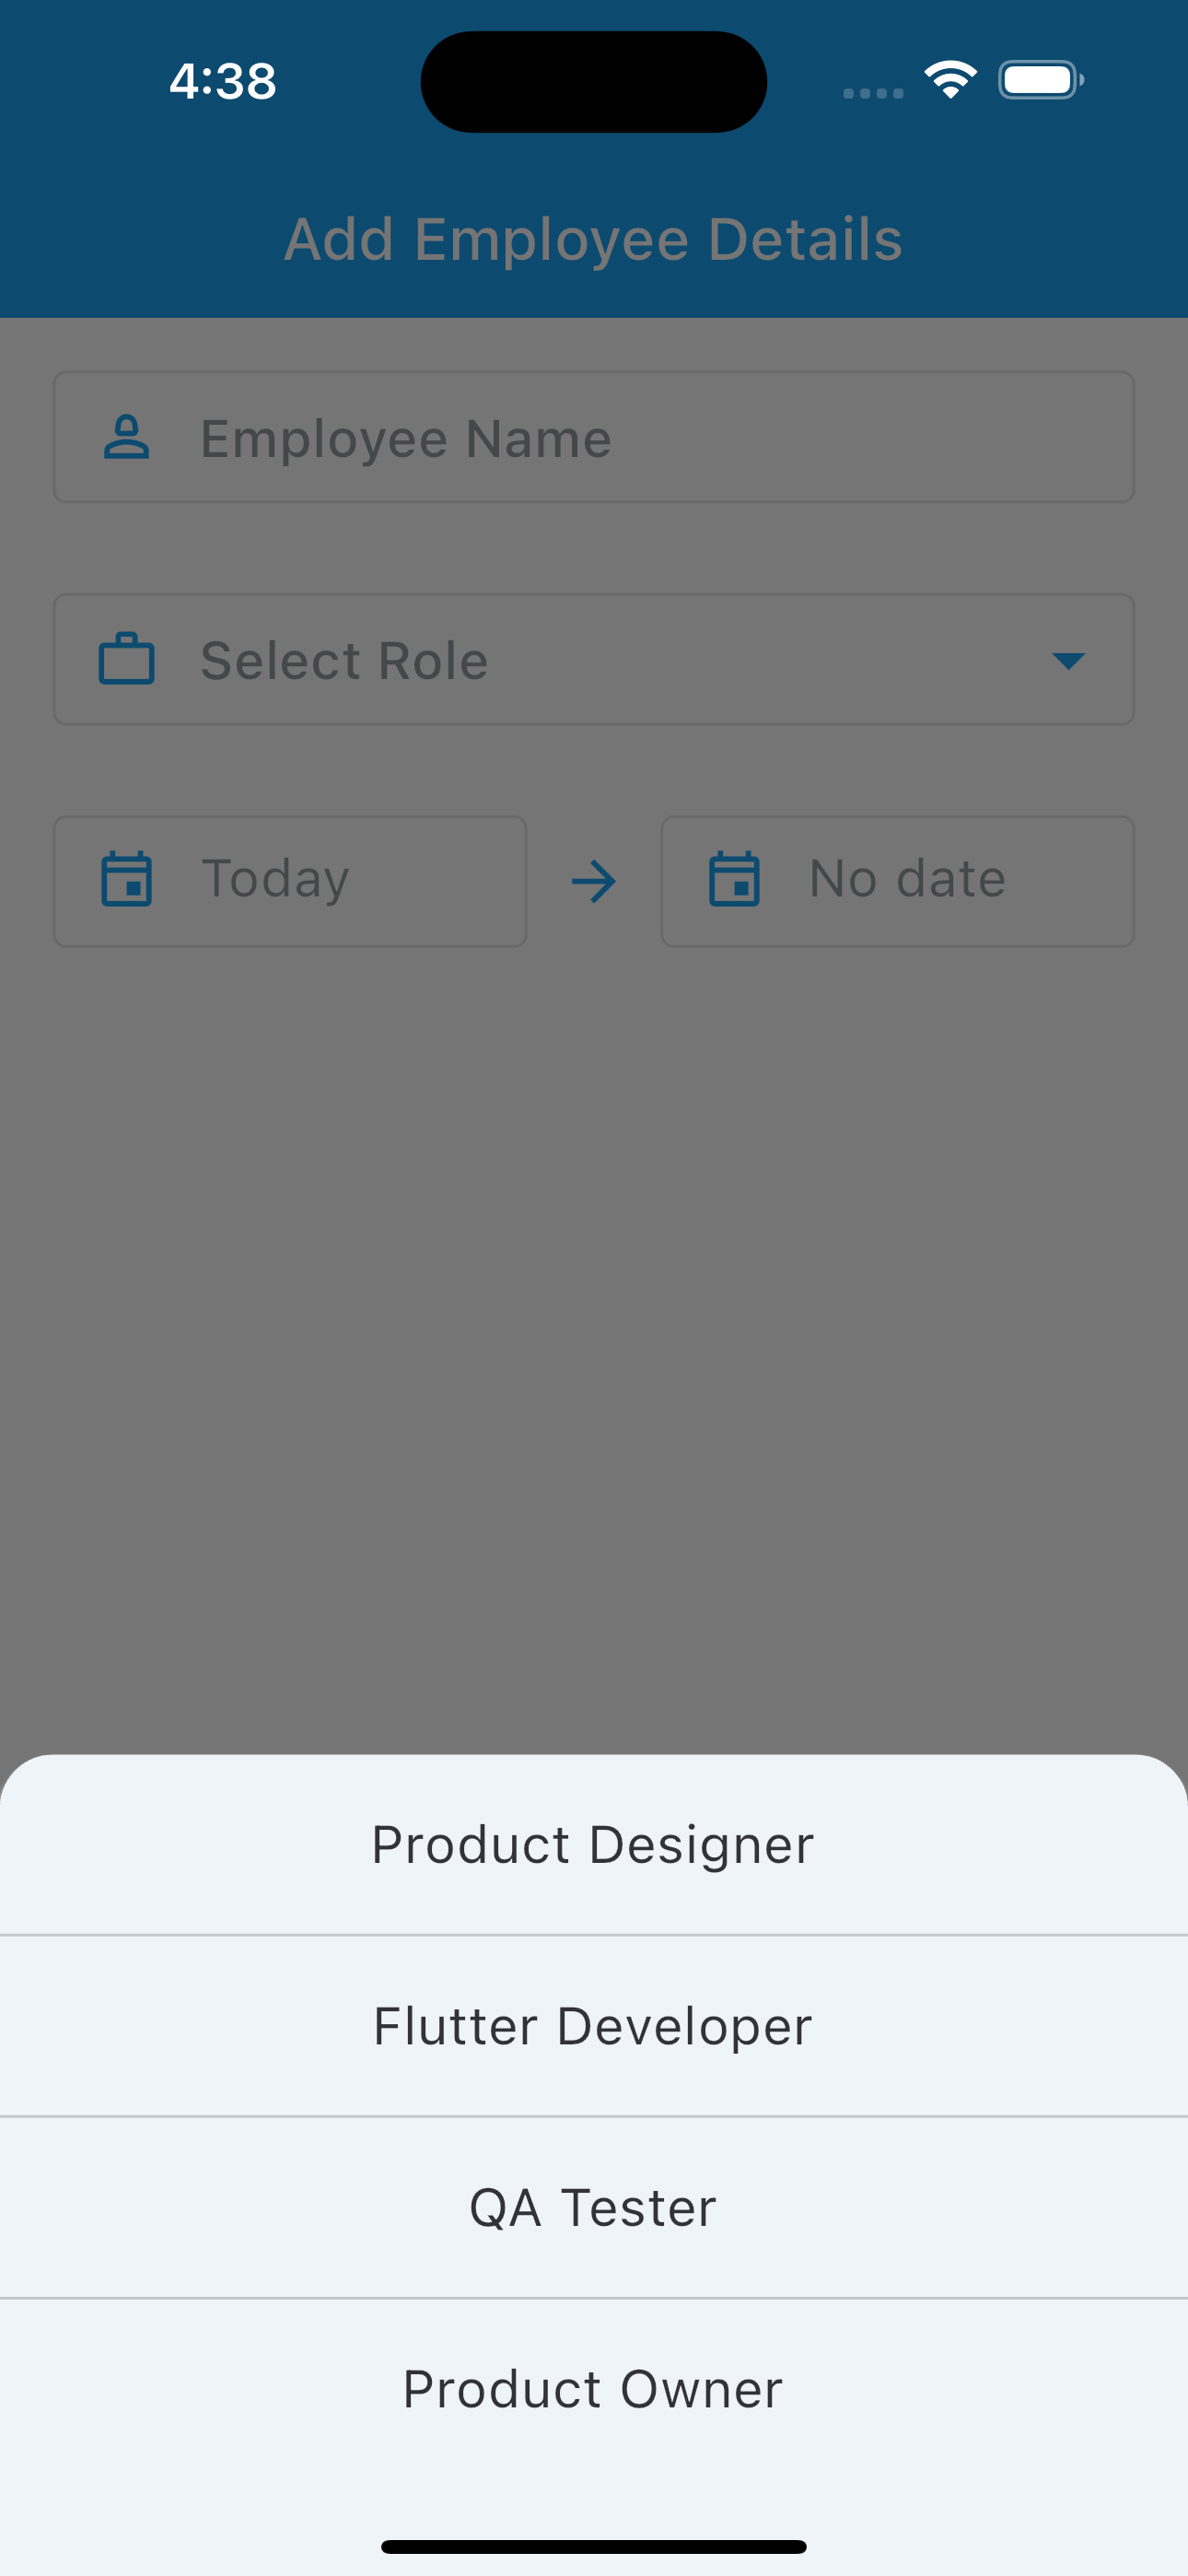 4:38
Add Employee Details
Employee Name
Select Role
Today
No date
Product Designer
Flutter Developer
QA Tester
Product Owner